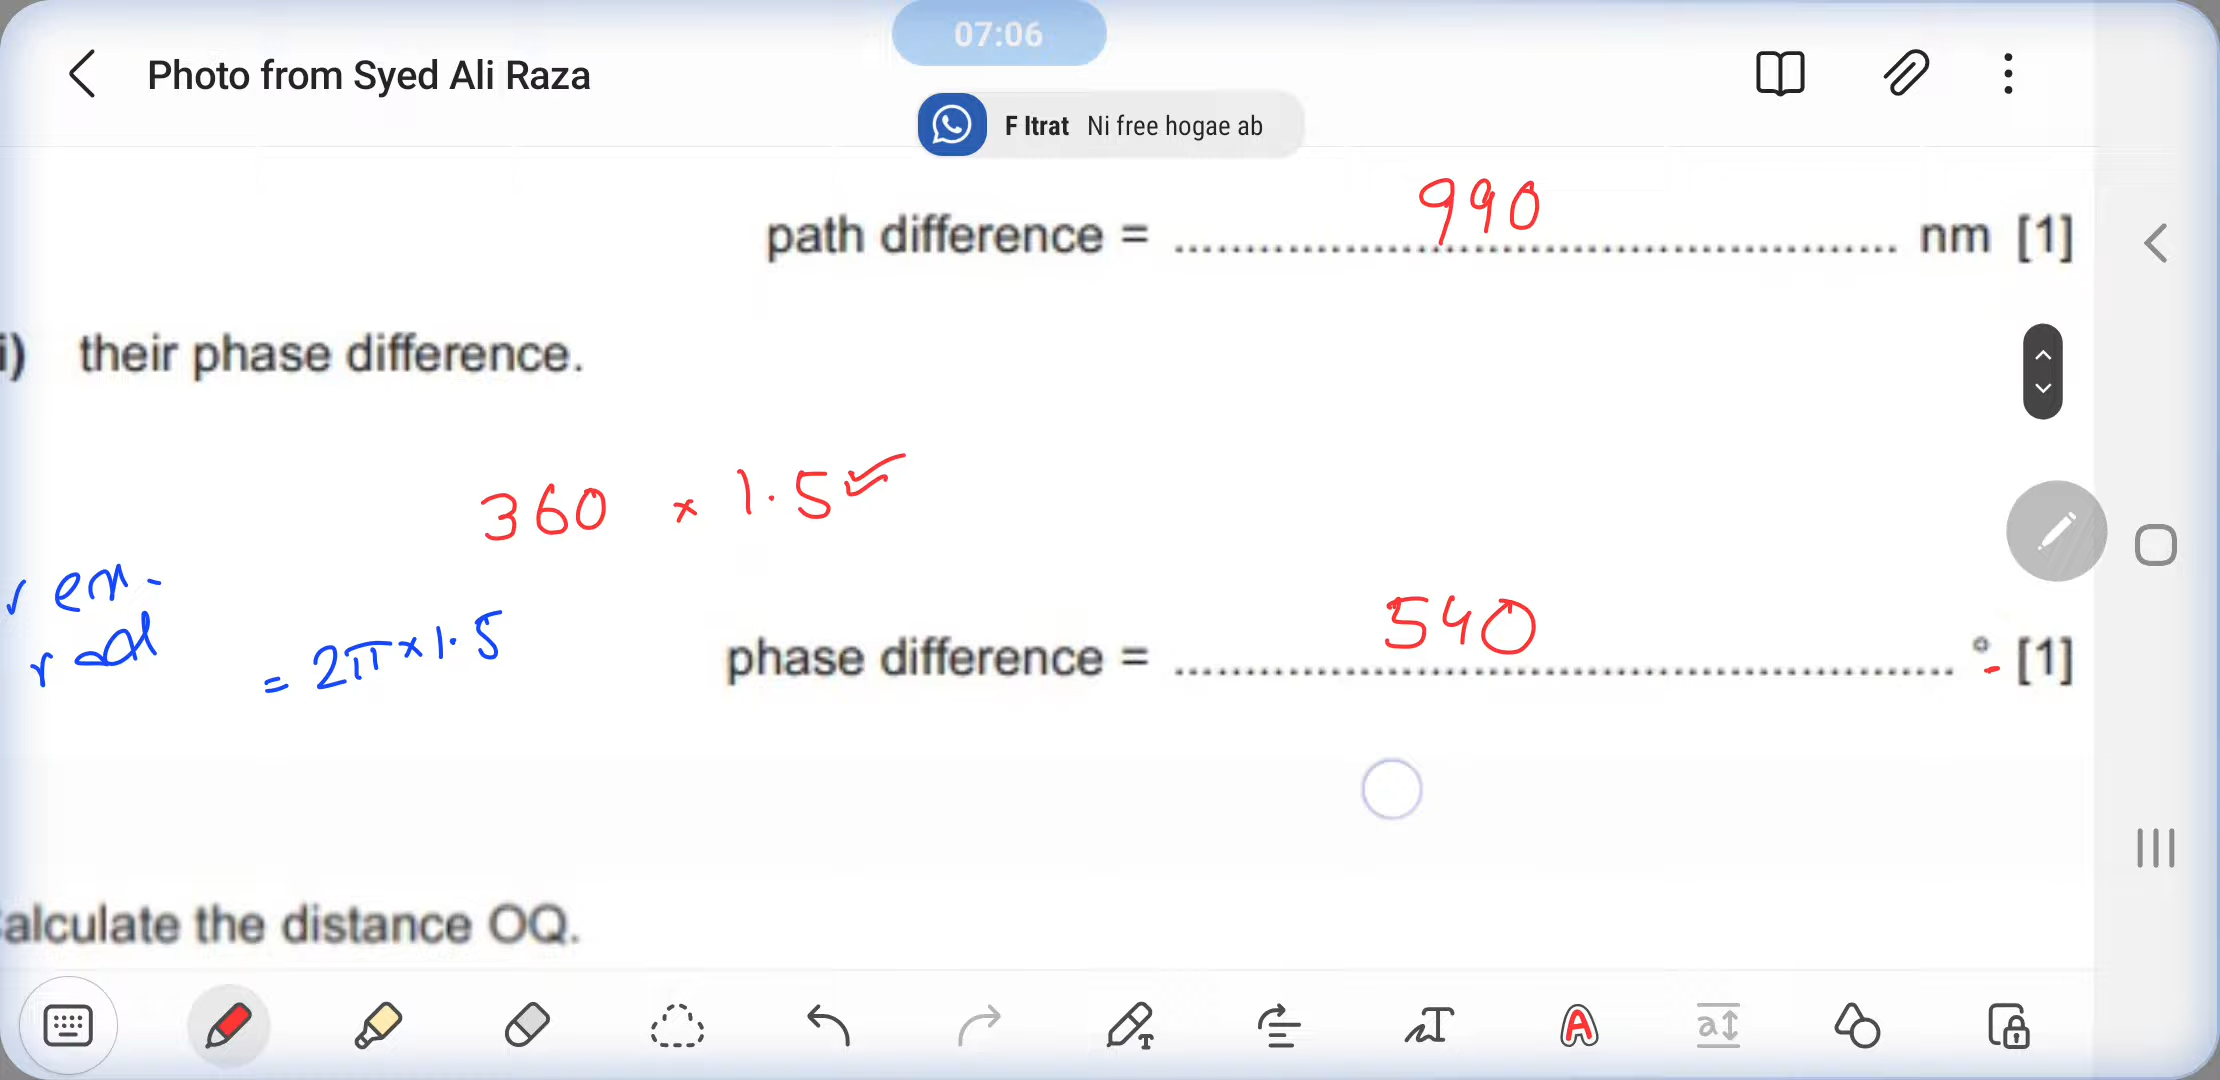 07:06
Photo from Syed Ali Raza
F Itrat Ni free hogae ab
path difference = 990 nm [1]
i) their phase difference.
360 × 1.5
rad
= 2π × 1.5
phase difference = 540 ° [1]
alculate the distance OQ.